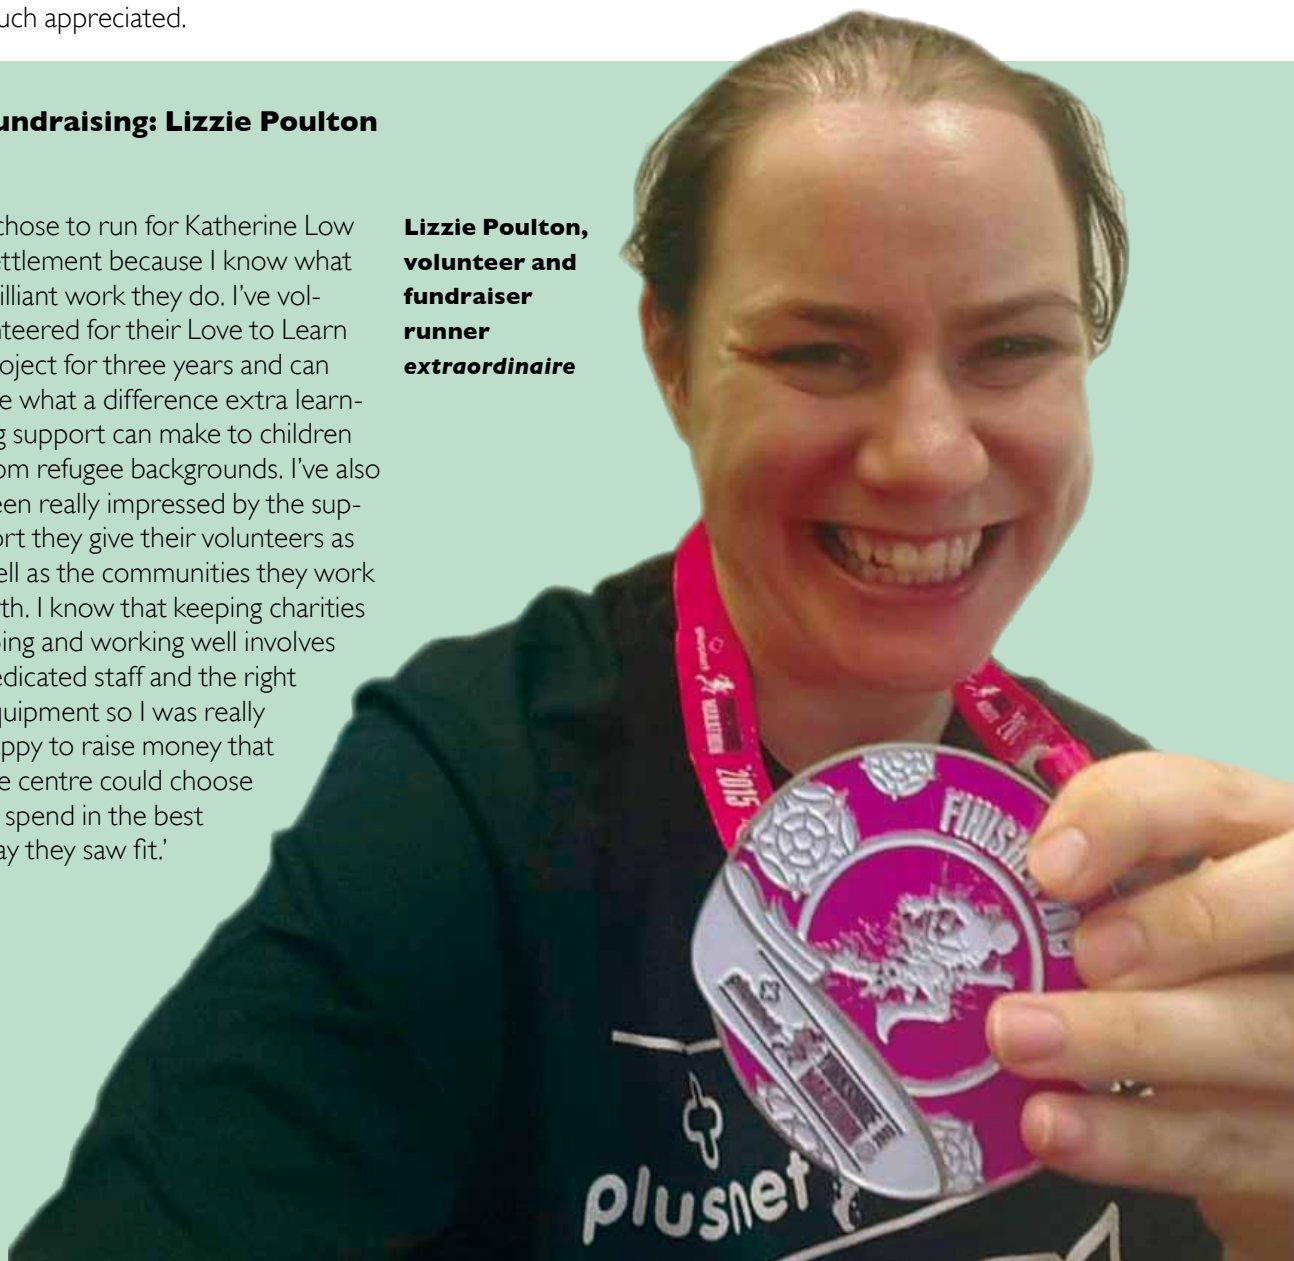 uch appreciated.
undraising: Lizzie Poulton
chose to run for Katherine Low
ettlement because I know what
illiant work they do. I've vol-
nteered for their Love to Learn
oject for three years and can
e what a difference extra learn-
g support can make to children
om refugee backgrounds. I've also
een really impressed by the sup-
ort they give their volunteers as
ell as the communities they work
th. I know that keeping charities
ing and working well involves
edicated staff and the right
quipment so I was really
ppy to raise money that
e centre could choose
spend in the best
ay they saw fit.'
Lizzie Poulton,
volunteer and
fundraiser
runner
extraordinaire
2015
FINISHER
YORKSHIRE
plusnet